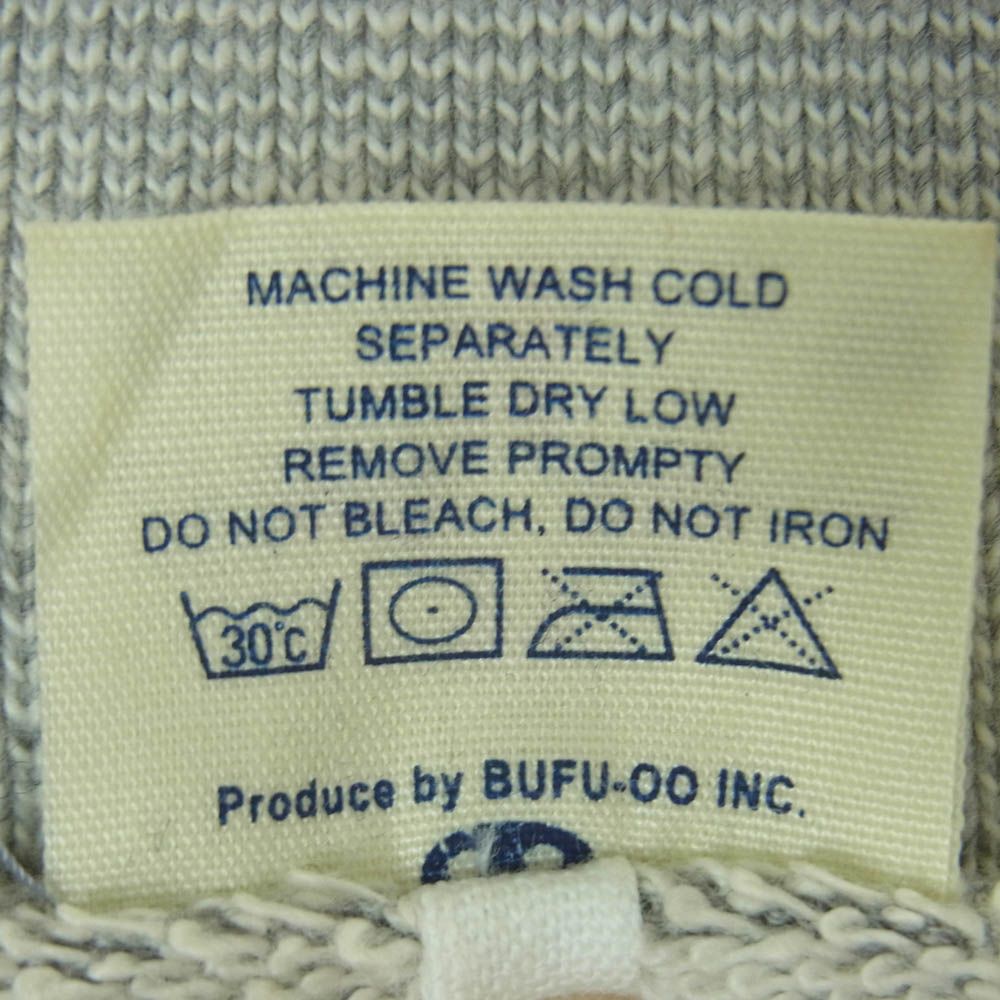 MACHINE WASH COLD
SEPARATELY
TUMBLE DRY LOW
REMOVE PROMPTY
DO NOT BLEACH, DO NOT IRON
30°C
Produce by BUFU-OO INC.